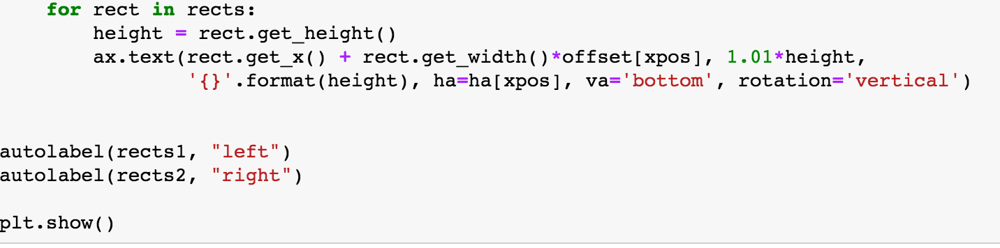 for rect in rects:
height = rect.get_height()
ax.text(rect.get_x() + rect.get_width()*offset[xpos], 1.01*height,
'{}'.format(height), ha=ha[xpos], va='bottom', rotation='vertical')
autolabel(rects1, "left")
autolabel(rects2, "right")
plt.show()